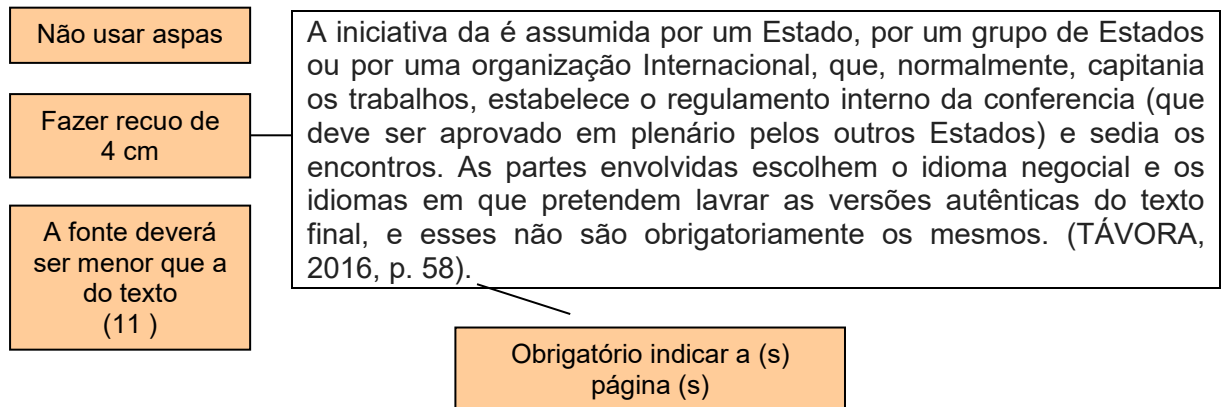 Não usar aspas
Fazer recuo de
4 cm
A fonte deverá
ser menor que a
do texto
(11 )
A iniciativa da é assumida por um Estado, por um grupo de Estados
ou por uma organização Internacional, que, normalmente, capitania
os trabalhos, estabelece o regulamento interno da conferencia (que
deve ser aprovado em plenário pelos outros Estados) e sedia os
encontros. As partes envolvidas escolhem o idioma negocial e os
idiomas em que pretendem lavrar as versões autênticas do texto
final, e esses não são obrigatoriamente os mesmos. (TÁVORA,
2016, p. 58).
Obrigatório indicar a (s)
página (s)